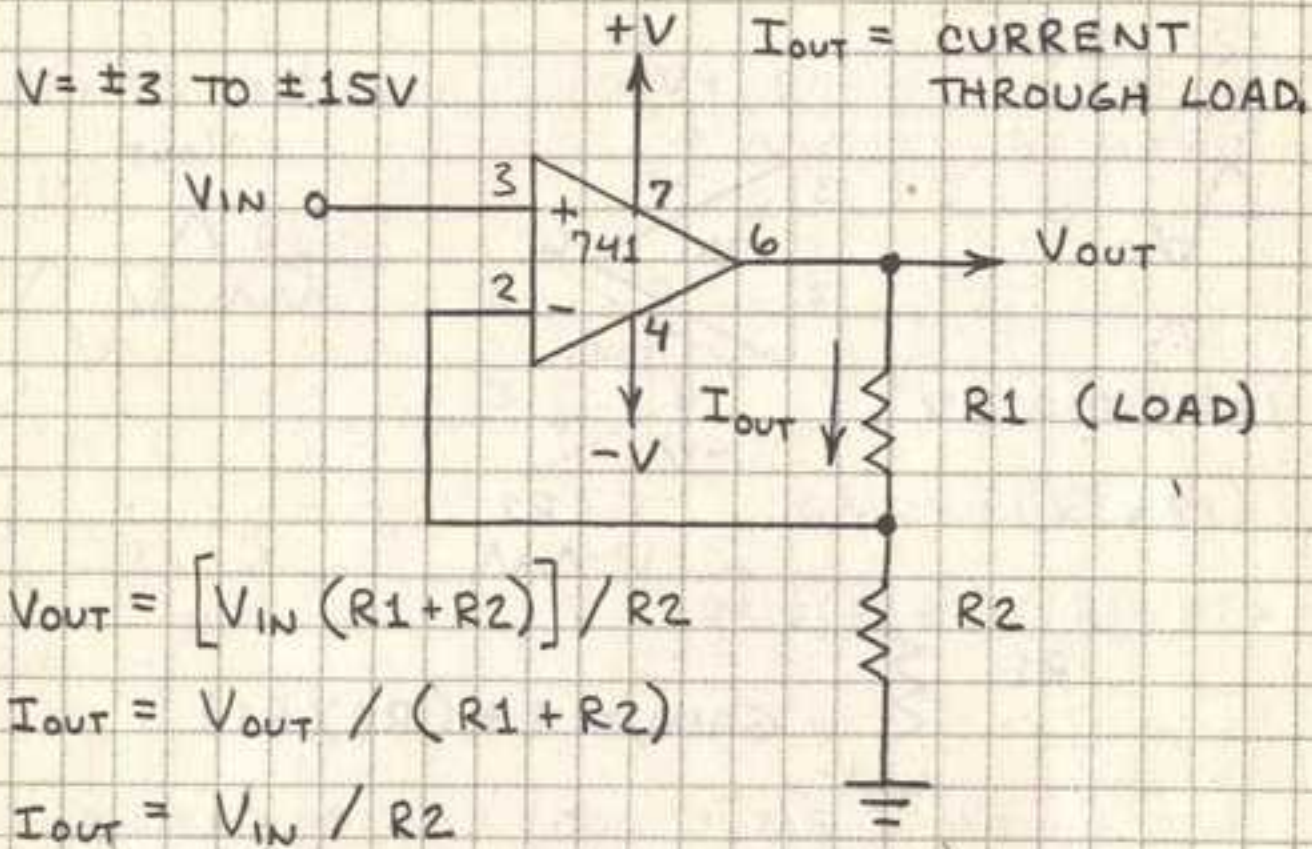 +V
IOUT = CURRENT
THROUGH LOAD.
V = ±3 TO ±15V
VIN
3
+
7
741
6
VOUT
2
-
4
IOUT
R1 (LOAD)
-V
VOUT = [VIN (R1+R2)] / R2
R2
IOUT = VOUT / (R1 + R2)
IOUT = VIN / R2